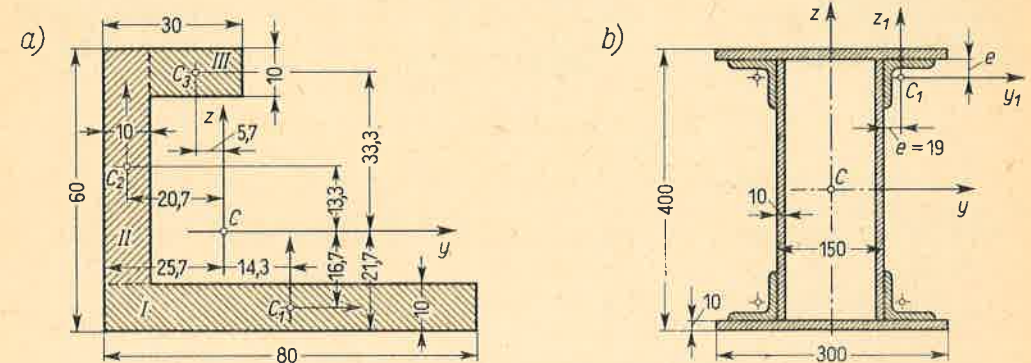 a)
30
C₃
III
10
z
5,7
33,3
10
60
C₂
20,7
13,3
C
y
II
25,7
14,3
16,7
21,7
I
C₁
10
80
b)
z
z₁
e
C₁
y₁
e = 19
400
C
10
y
150
10
300